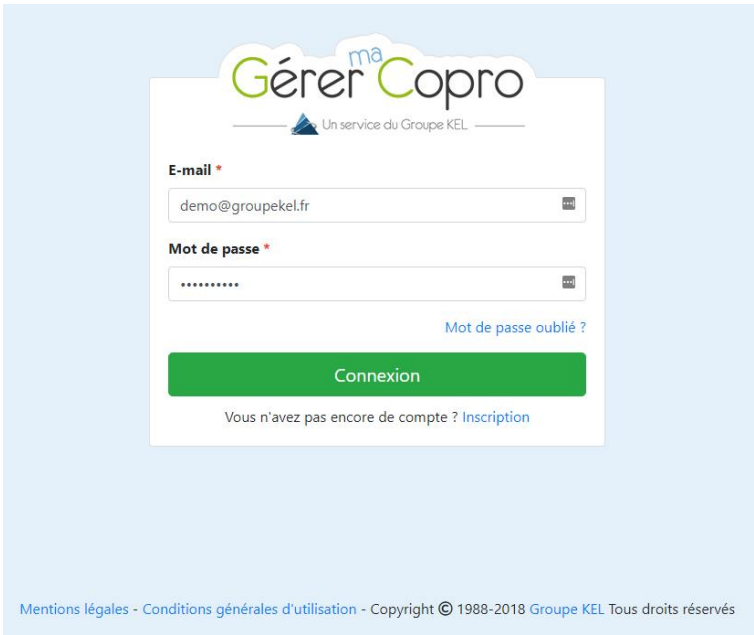 Gérer ma Copro
Un service du Groupe KEL
E-mail *
demo@groupekel.fr
Mot de passe *
••••••••••
Mot de passe oublié ?
Connexion
Vous n'avez pas encore de compte ? Inscription
Mentions légales - Conditions générales d'utilisation - Copyright © 1988-2018 Groupe KEL Tous droits réservés